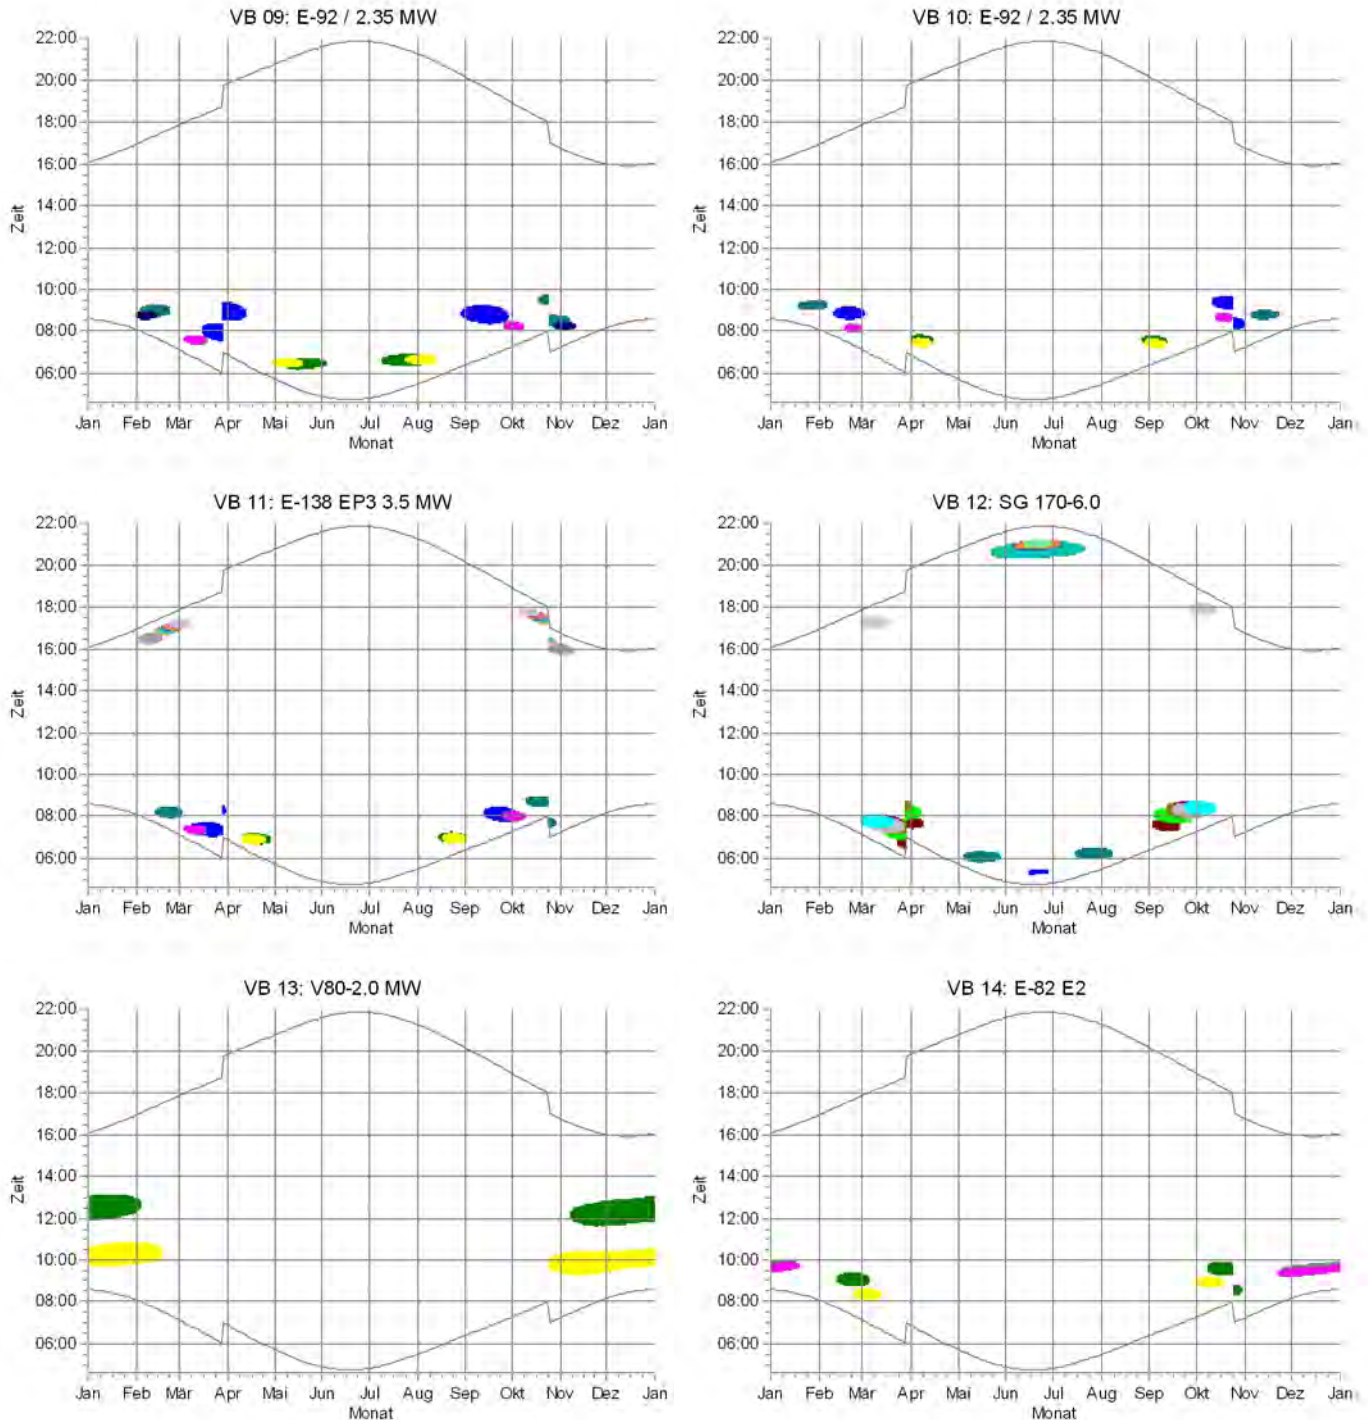 VB 09: E-92 / 2.35 MW
22:00
20:00
18:00
16:00
14:00
12:00
10:00
08:00
06:00
Zeit
Jan Feb Mär Apr Mai Jun Jul Aug Sep Okt Nov Dez Jan
Monat
VB 10: E-92 / 2.35 MW
22:00
20:00
18:00
16:00
14:00
12:00
10:00
08:00
06:00
Zeit
Jan Feb Mär Apr Mai Jun Jul Aug Sep Okt Nov Dez Jan
Monat
VB 11: E-138 EP3 3.5 MW
22:00
20:00
18:00
16:00
14:00
12:00
10:00
08:00
06:00
Zeit
Jan Feb Mär Apr Mai Jun Jul Aug Sep Okt Nov Dez Jan
Monat
VB 12: SG 170-6.0
22:00
20:00
18:00
16:00
14:00
12:00
10:00
08:00
06:00
Zeit
Jan Feb Mär Apr Mai Jun Jul Aug Sep Okt Nov Dez Jan
Monat
VB 13: V80-2.0 MW
22:00
20:00
18:00
16:00
14:00
12:00
10:00
08:00
06:00
Zeit
Jan Feb Mär Apr Mai Jun Jul Aug Sep Okt Nov Dez Jan
Monat
VB 14: E-82 E2
22:00
20:00
18:00
16:00
14:00
12:00
10:00
08:00
06:00
Zeit
Jan Feb Mär Apr Mai Jun Jul Aug Sep Okt Nov Dez Jan
Monat